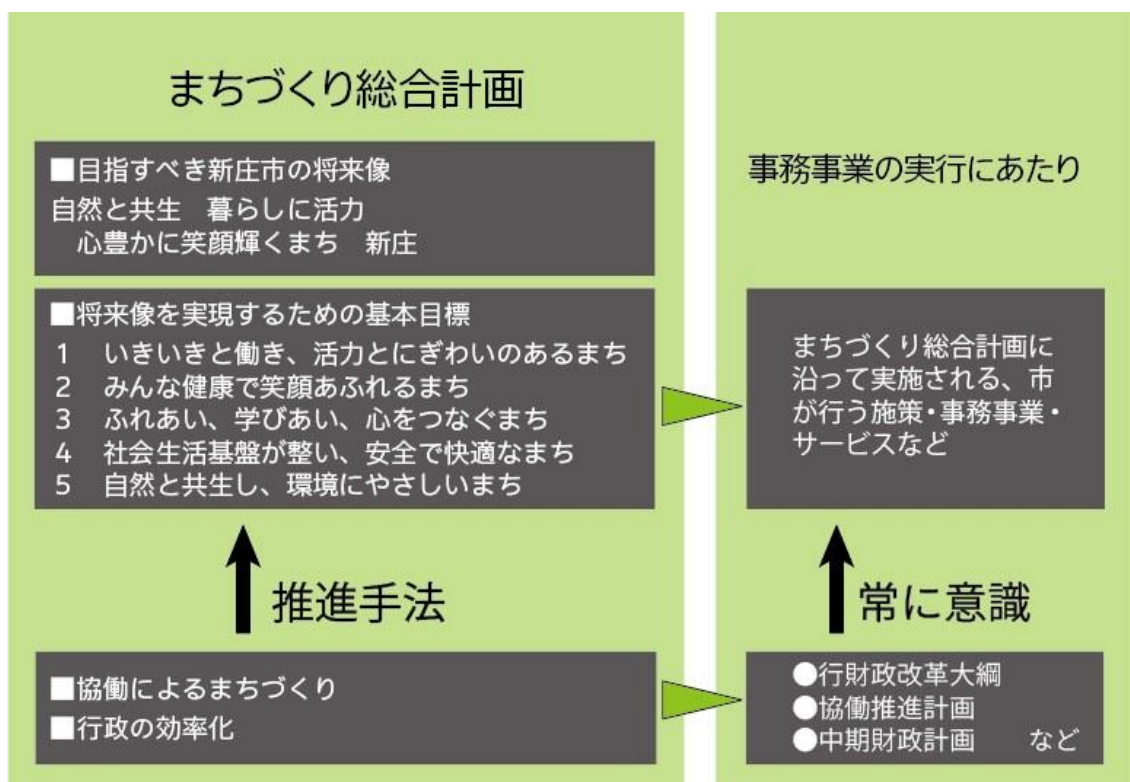 まちづくり総合計画
■目指すべき新庄市の将来像
自然と共生　暮らしに活力
心豊かに笑顔輝くまち　新庄
■将来像を実現するための基本目標
1　いきいきと働き、活力とにぎわいのあるまち
2　みんな健康で笑顔あふれるまち
3　ふれあい、学びあい、心をつなぐまち
4　社会生活基盤が整い、安全で快適なまち
5　自然と共生し、環境にやさしいまち
推進手法
■協働によるまちづくり
■行政の効率化
事務事業の実行にあたり
まちづくり総合計画に
沿って実施される、市
が行う施策・事務事業・
サービスなど
常に意識
●行財政改革大綱
●協働推進計画
●中期財政計画　　など